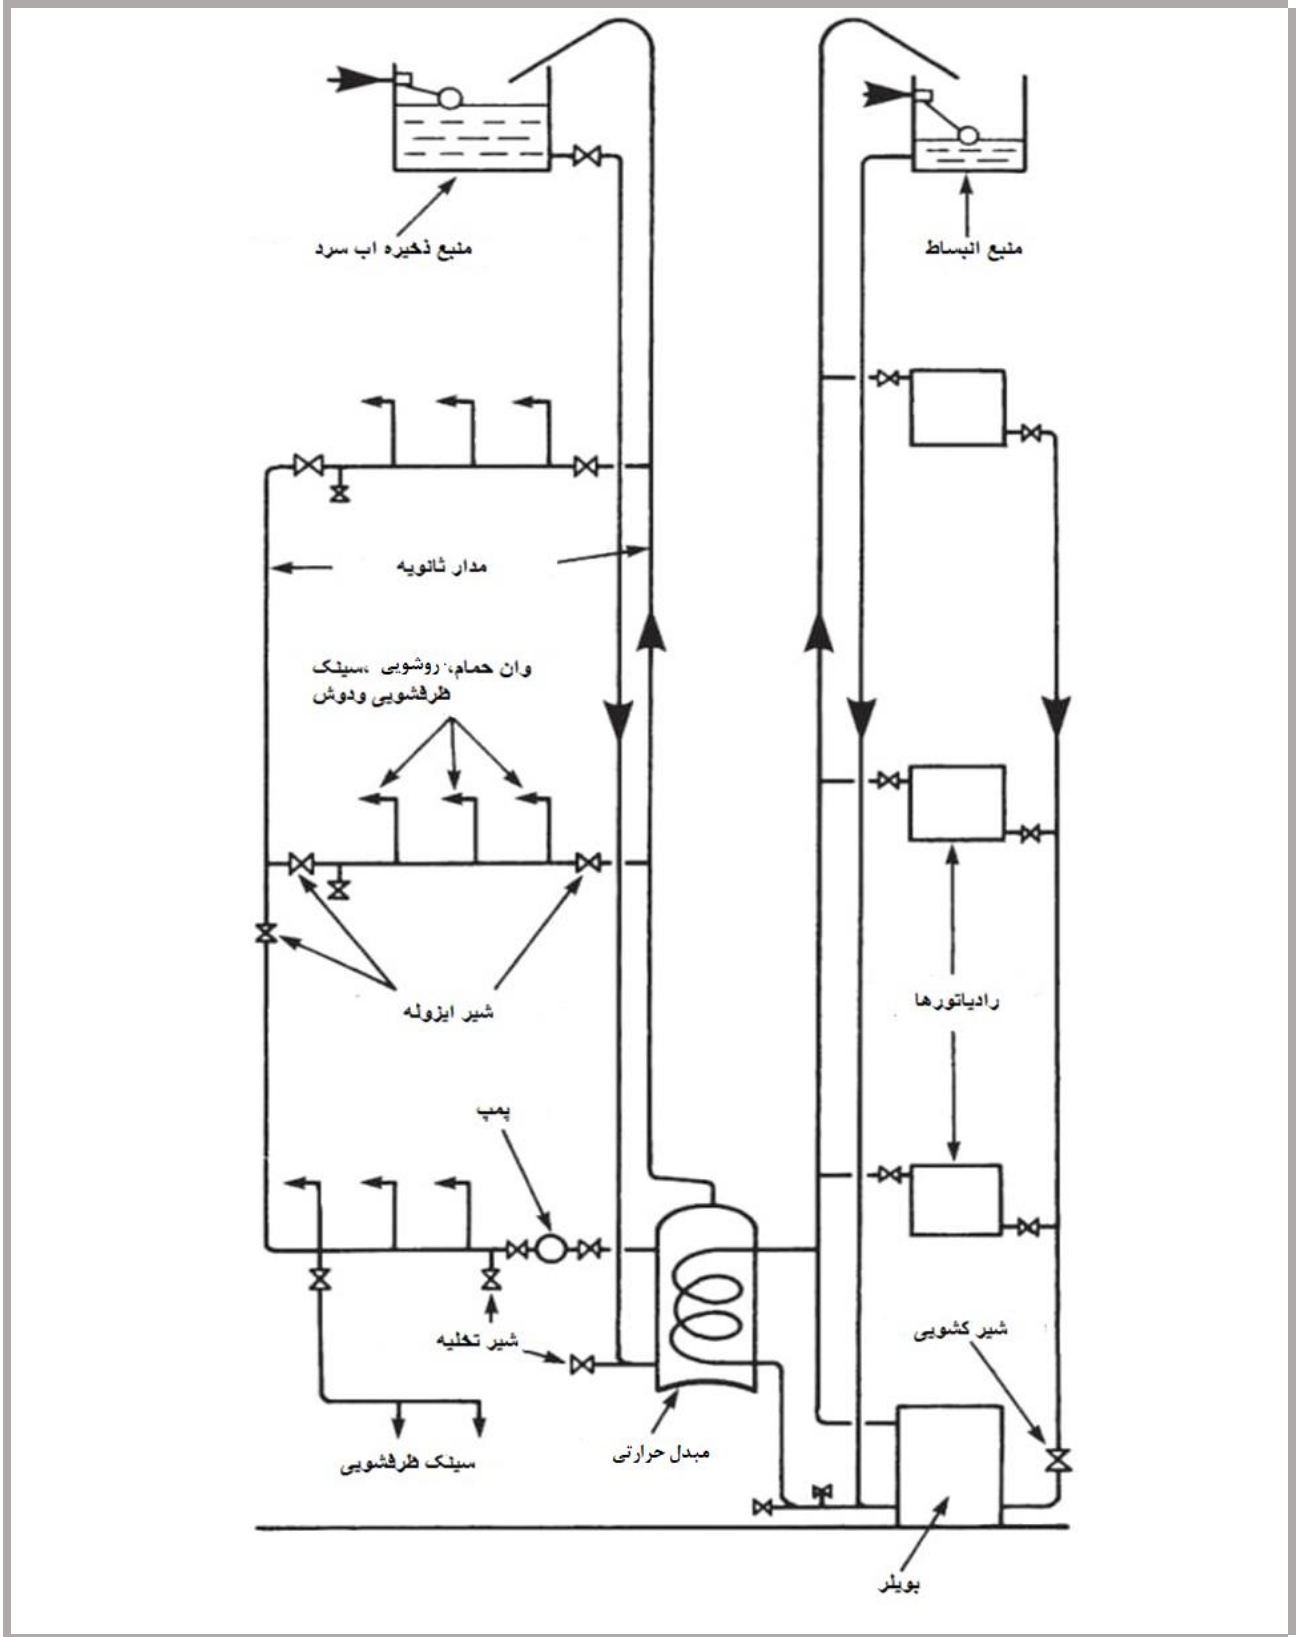 منبع ذخیره اب سرد
منبع انبساط
مدار ثانویه
وان حمام، روشویی ،سینک
ظرفشویی ودوش
رادیاتورها
شیر ایزوله
پمپ
شیر کشویی
شیر تخلیه
مبدل حرارتی
سینک ظرفشویی
بویلر